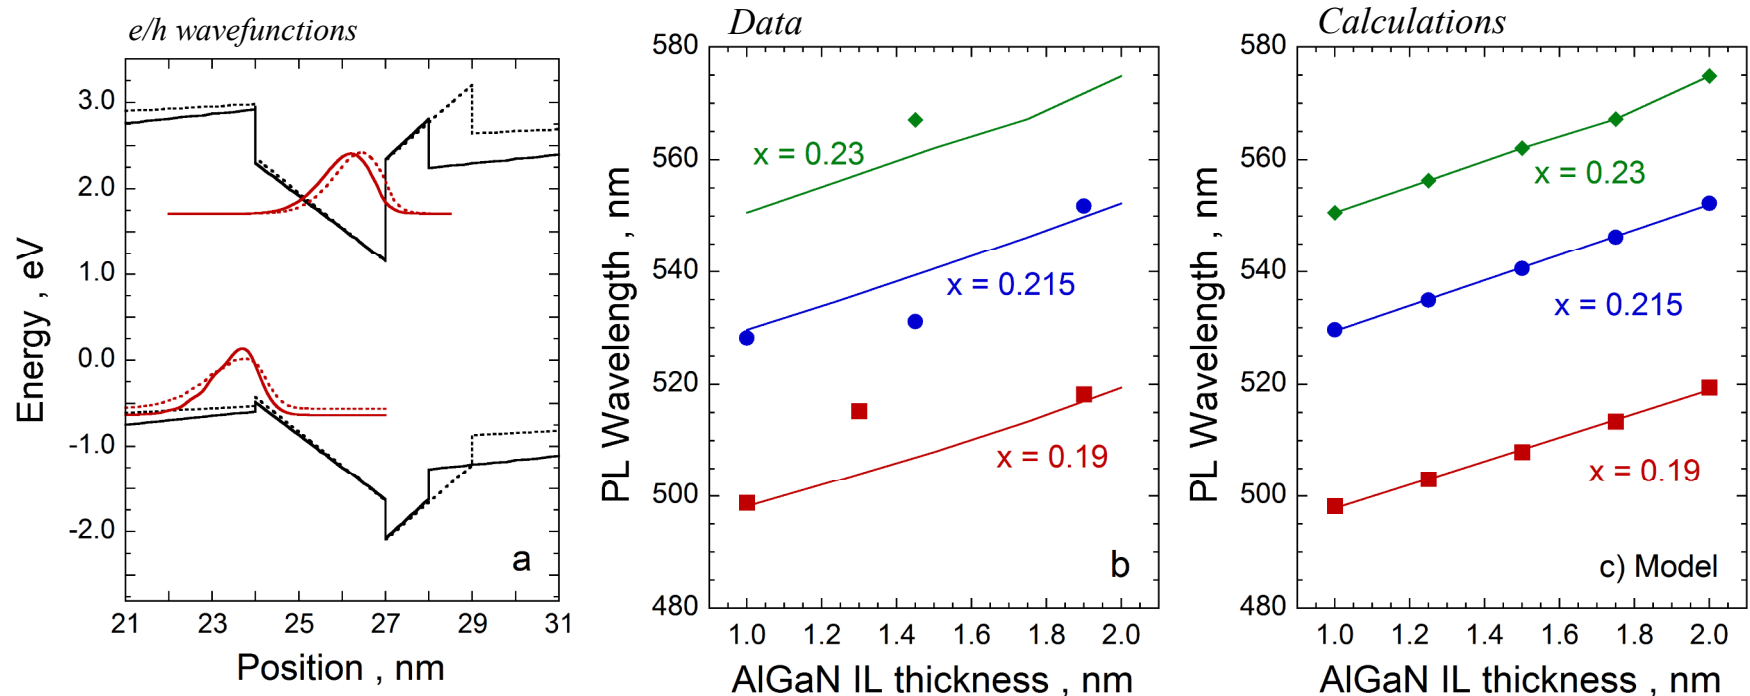 e/h wavefunctions
3.0
2.0
1.0
0.0
-1.0
-2.0
Energy , eV
21
23
25
27
29
31
Position , nm
a
Data
580
560
540
520
500
480
PL Wavelength , nm
x = 0.23
x = 0.215
x = 0.19
b
1.0
1.2
1.4
1.6
1.8
2.0
AlGaN IL thickness , nm
Calculations
580
560
540
520
500
480
PL Wavelength , nm
x = 0.23
x = 0.215
x = 0.19
c) Model
1.0
1.2
1.4
1.6
1.8
2.0
AlGaN IL thickness , nm